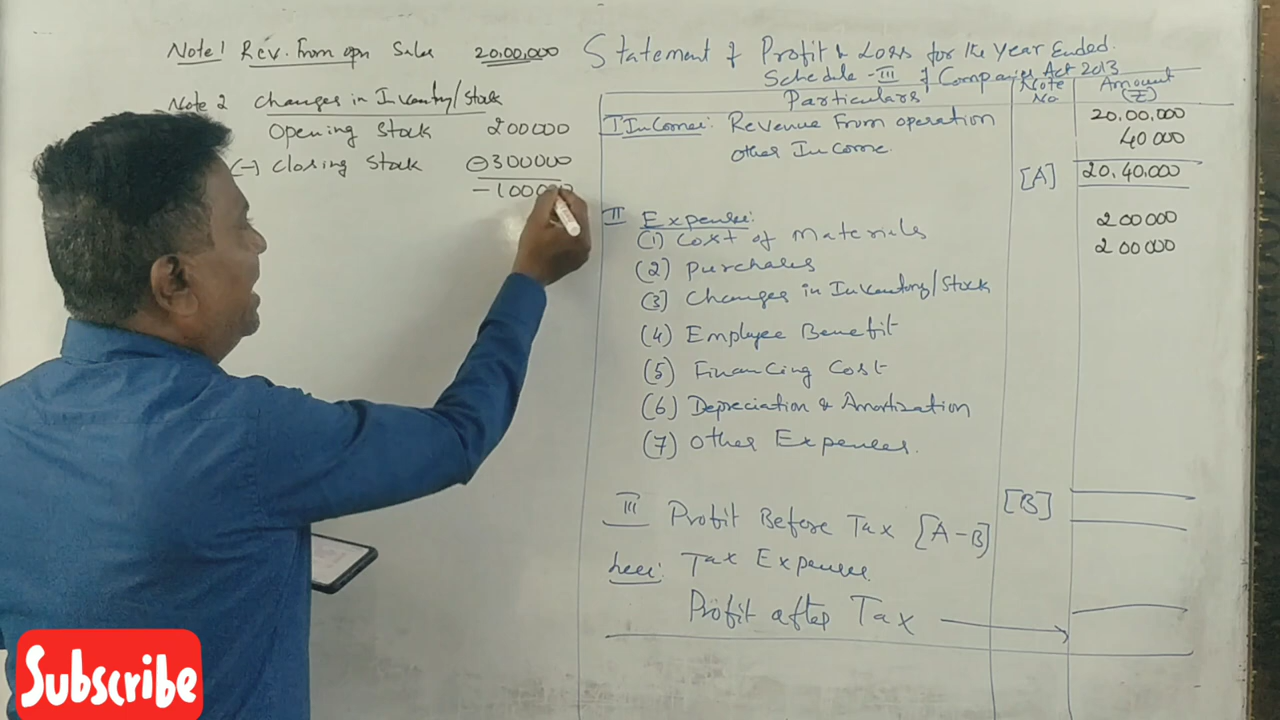 Note 1 Rev. From opn Sales 20,00,000
Note 2 Changes in Inventory/Stock
Opening Stock 200000
(-) Closing Stock 300000
-100000
Statement of Profit & Loss for the Year Ended.
Schedule-III of Companies Act 2013
Particulars Note No Amount (₹)
I Income: Revenue From operation 20,00,000
Other Income. 40000
[A] 20,40,000
II Expense:
(1) Cost of Materials 200000
(2) Purchases 200000
(3) Changes in Inventory/Stock
(4) Employee Benefit
(5) Financing Cost
(6) Depreciation & Amortization
(7) Other Expenses.
[B]
III Profit Before Tax [A-B]
Less: Tax Expenses
Profit after Tax
Subscribe